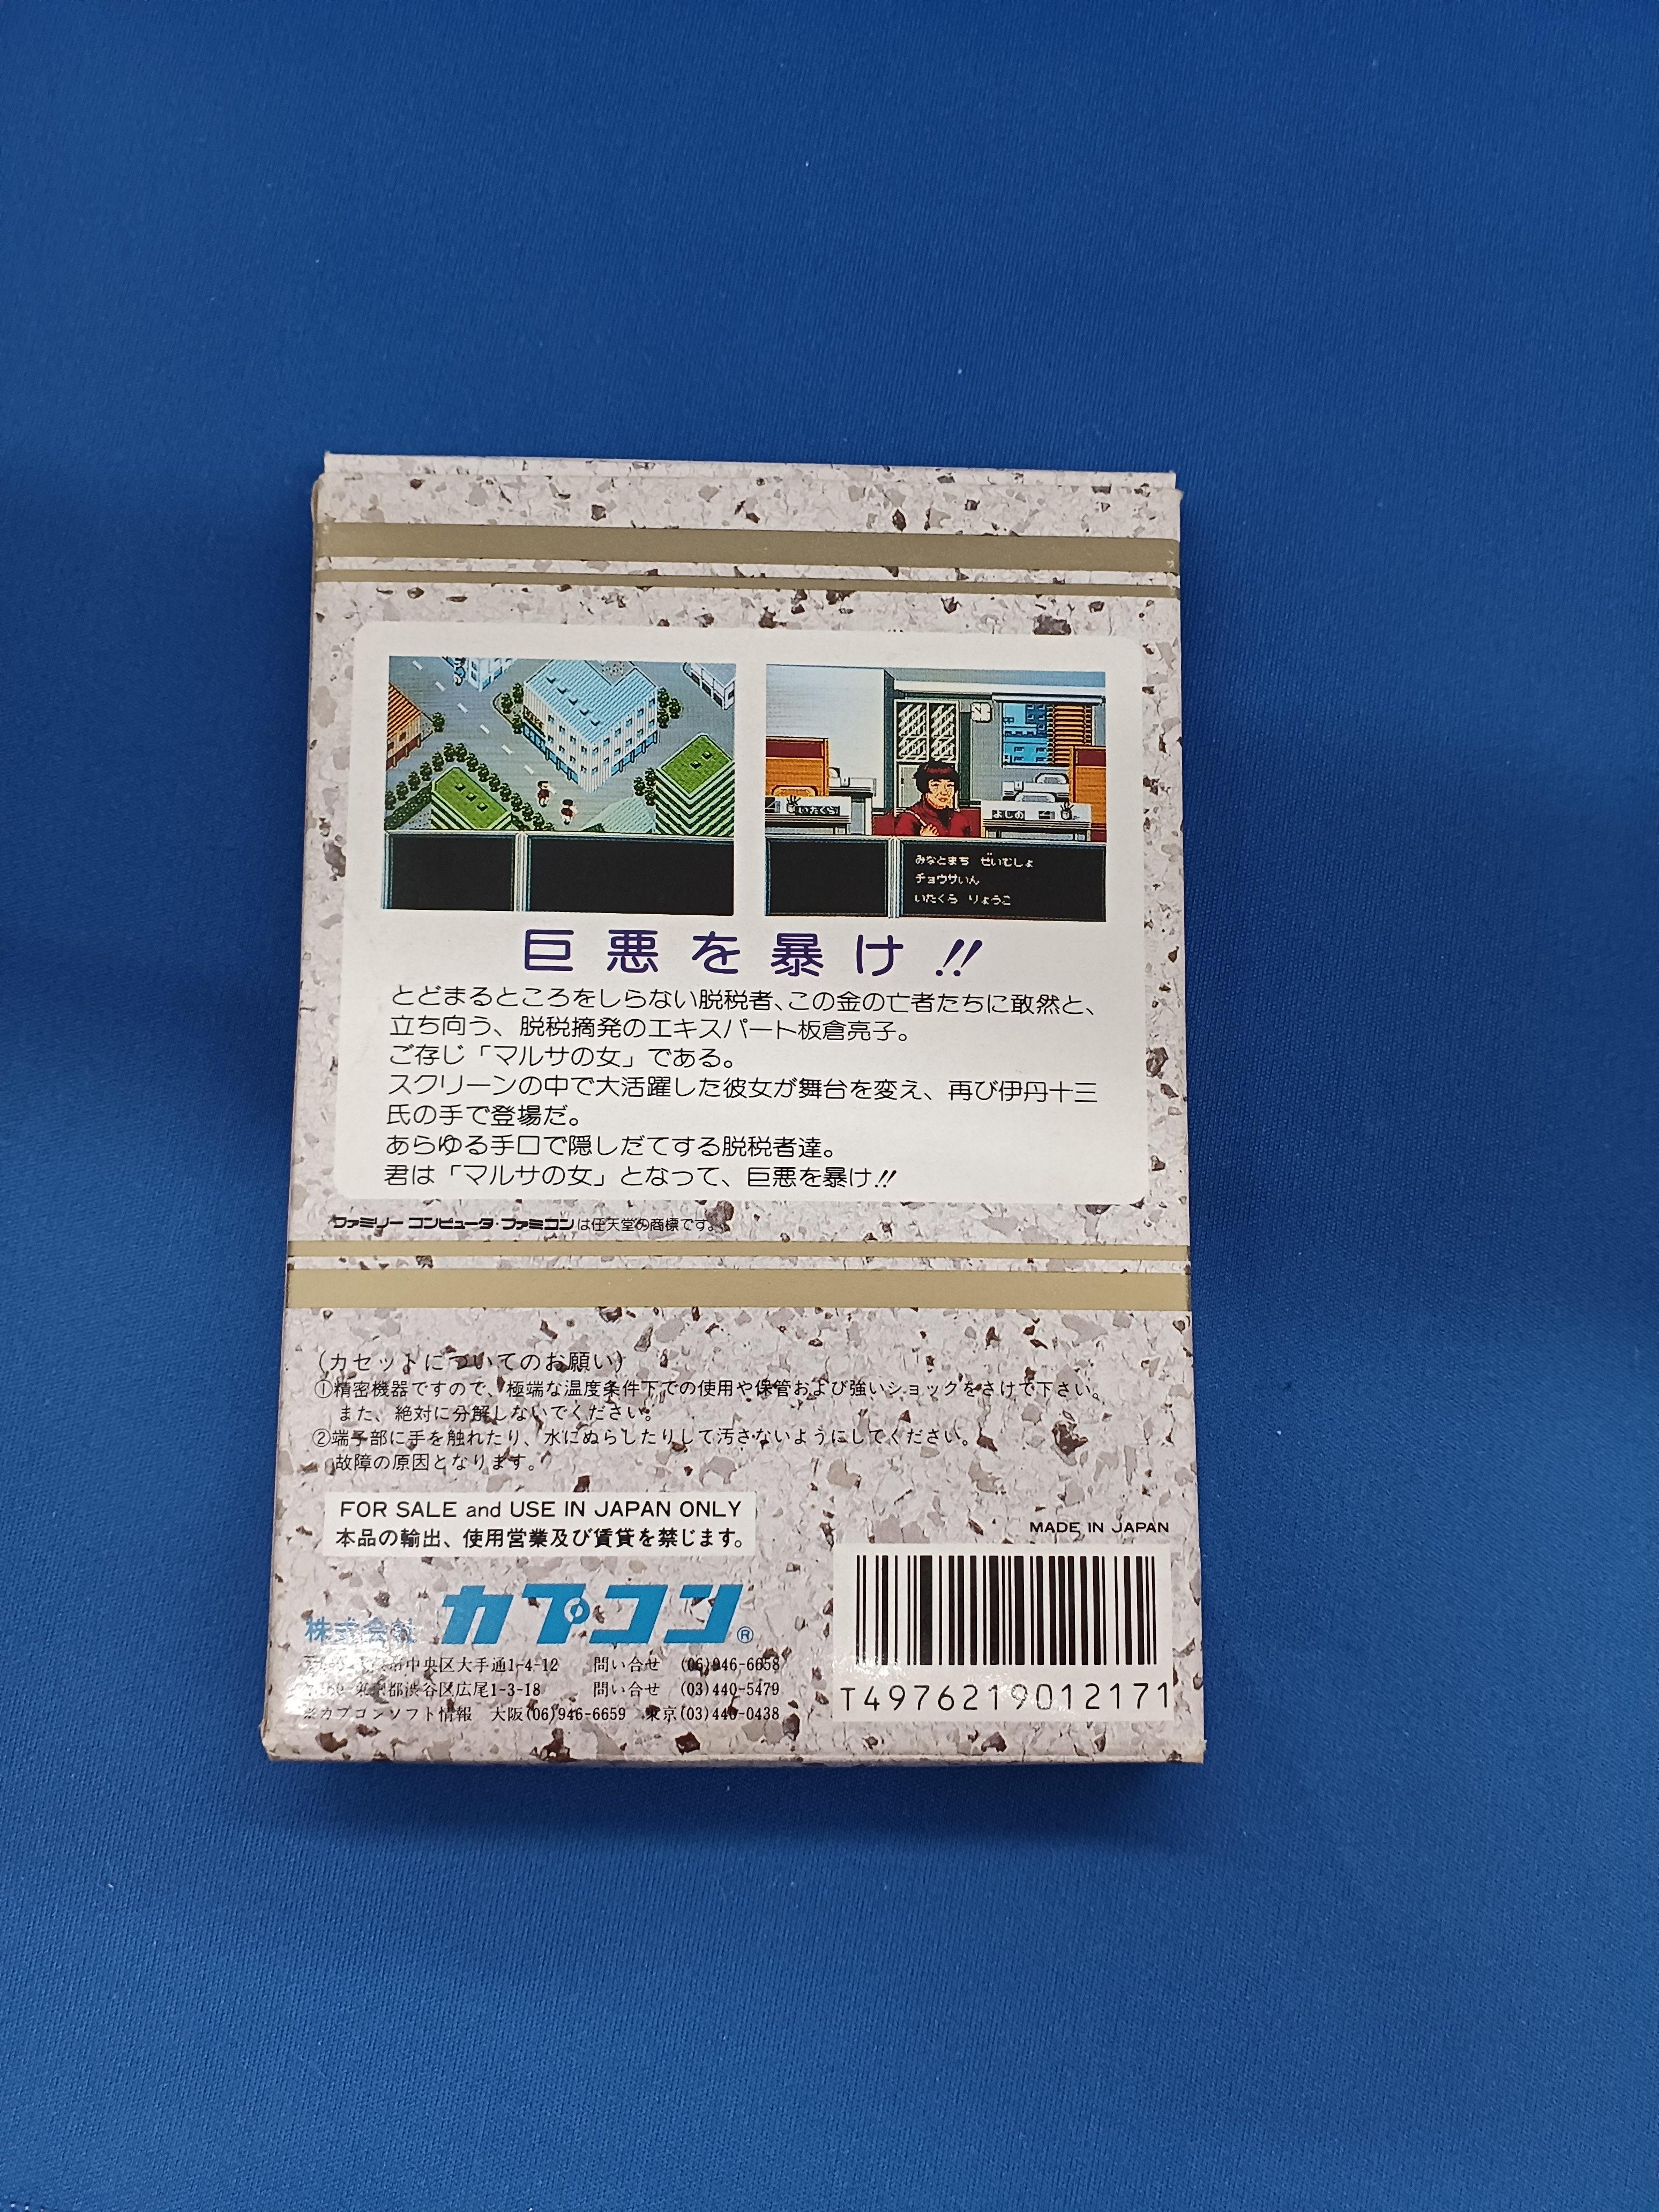 いたくら
よしの
みなとまち ぜいむしょ
チョウサいん
いたくら りょうこ
巨悪を暴け!!
とどまるところをしらない脱税者、この金の亡者たちに敢然と、
立ち向う、脱税摘発のエキスパート板倉亮子。
ご存じ「マルサの女」である。
スクリーンの中で大活躍した彼女が舞台を変え、再び伊丹十三
氏の手で登場だ。
あらゆる手口で隠しだてする脱税者達。
君は「マルサの女」となって、巨悪を暴け!!
ファミリーコンピュータ・ファミコンは任天堂の商標です。
(カセットについてのお願い)
①精密機器ですので、極端な温度条件下での使用や保管および強いショックをさけて下さい。
また、絶対に分解しないでください。
②端子部に手を触れたり、水にぬらしたりして汚さないようにしてください。
故障の原因となります。
FOR SALE and USE IN JAPAN ONLY
本品の輸出、使用営業及び賃貸を禁じます。
MADE IN JAPAN
株式会社 カプコン®
市中央区大手通1-4-12 問い合せ (06)946-6658
東京都渋谷区広尾1-3-18 問い合せ (03)440-5479
※カプコンソフト情報 大阪(06)946-6659 東京(03)440-0438
T4976219012171